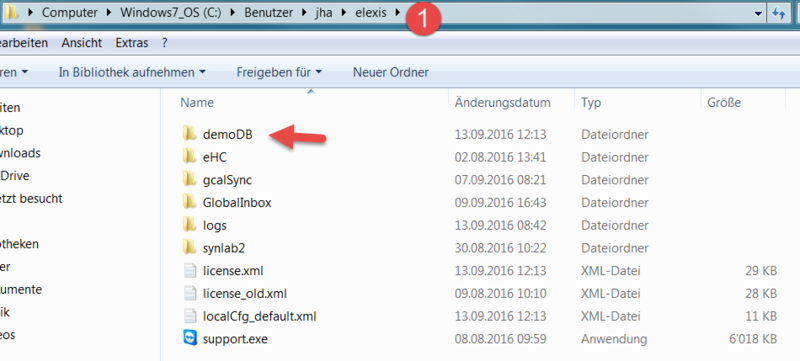 Computer ▸ Windows7_OS (C:) ▸ Benutzer ▸ jha ▸ elexis ▸ 1
earbeiten Ansicht Extras ?
ren In Bibliothek aufnehmen Freigeben für Neuer Ordner
Name Änderungsdatum Typ Größe
iten
ktop
wnloads
Drive
etzt besucht
otheken
er
umente
ik
eos
demoDB 13.09.2016 12:13 Dateiordner
eHC 02.08.2016 13:41 Dateiordner
gcalSync 07.09.2016 08:21 Dateiordner
GlobalInbox 09.09.2016 16:43 Dateiordner
logs 13.09.2016 08:42 Dateiordner
synlab2 30.08.2016 10:22 Dateiordner
license.xml 13.09.2016 12:13 XML-Datei 29 KB
license_old.xml 09.08.2016 10:10 XML-Datei 28 KB
localCfg_default.xml 13.09.2016 12:13 XML-Datei 11 KB
support.exe 08.08.2016 09:59 Anwendung 6'018 KB